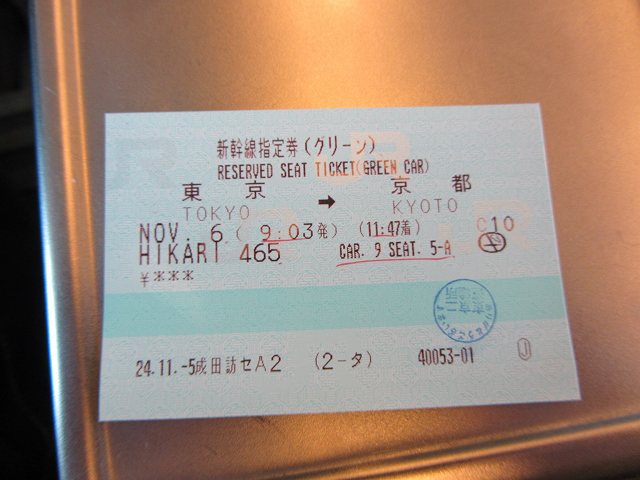 新幹線指定券(グリーン)
RESERVED SEAT TICKET(GREEN CAR)
東京 → 京都
TOKYO KYOTO
NOV. 6( 9:03発) (11:47着) C10
HIKARI 465 CAR. 9 SEAT. 5-A
¥***
24.11.-5成田訪セA2 (2-タ) 40053-01